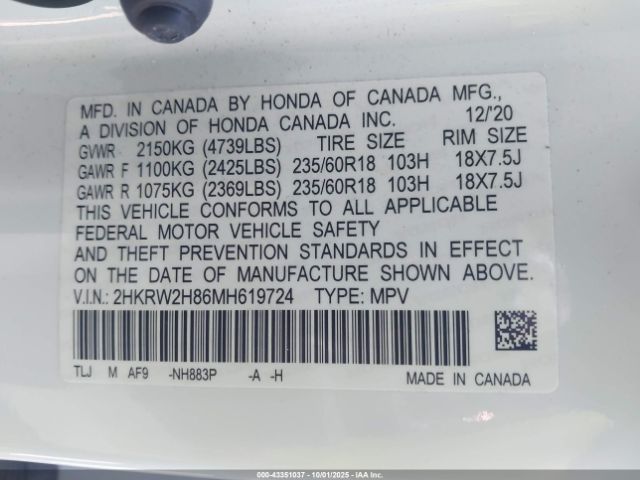 MFD. IN CANADA BY HONDA OF CANADA MFG.,
A DIVISION OF HONDA CANADA INC. 12/'20
GVWR 2150KG (4739LBS) TIRE SIZE RIM SIZE
GAWR F 1100KG (2425LBS) 235/60R18 103H 18X7.5J
GAWR R 1075KG (2369LBS) 235/60R18 103H 18X7.5J
THIS VEHICLE CONFORMS TO ALL APPLICABLE
FEDERAL MOTOR VEHICLE SAFETY
AND THEFT PREVENTION STANDARDS IN EFFECT
ON THE DATE OF MANUFACTURE SHOWN ABOVE.
V.I.N.: 2HKRW2H86MH619724 TYPE: MPV
TLJ M AF9 -NH883P -A -H
MADE IN CANADA
000-43351037 - 10/01/2025 - IAA Inc.